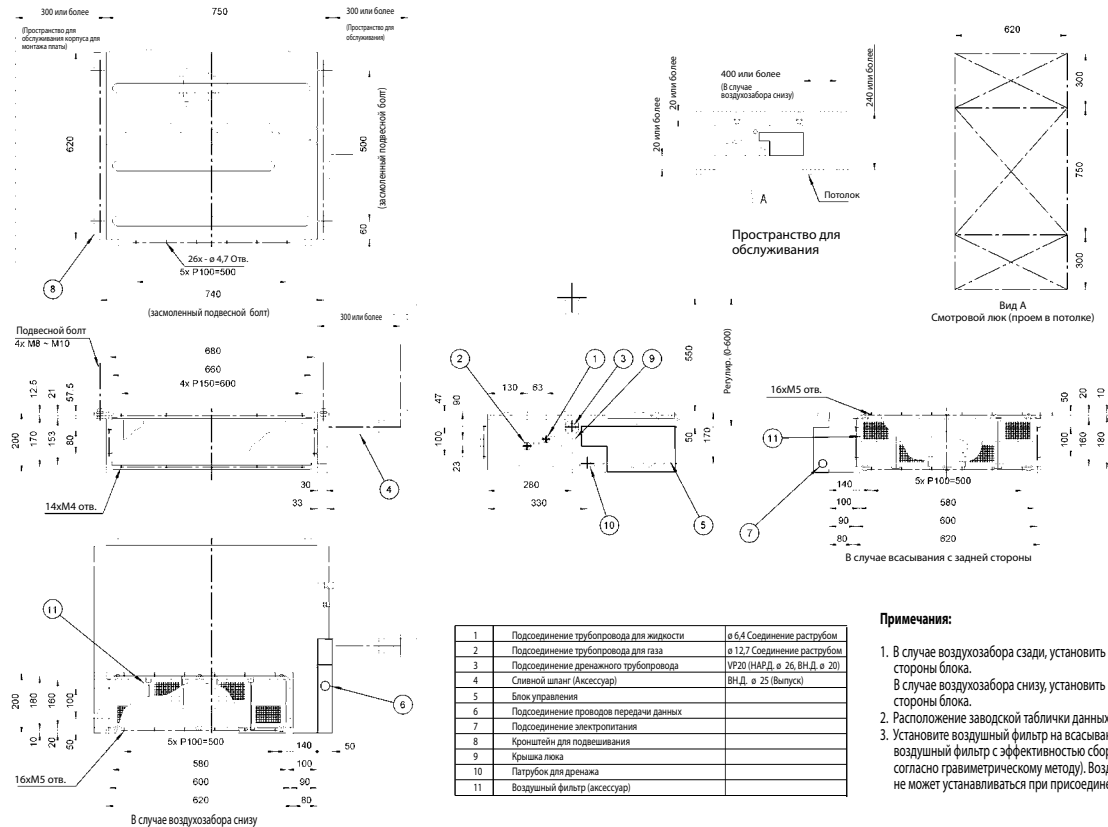 300 или более
750
300 или более
(Пространство для
обслуживания корпуса для
монтажа платы)
(Пространство для
обслуживания)
620
500
(засмоленный подвесной болт)
60
26x - ø 4,7 Отв.
5x P100=500
8
740
(засмоленный подвесной болт)
300 или более
Подвесной болт
4x M8 ~ M10
680
660
4x P150=600
12.5
21
57.5
200
170
153
80
14xM4 отв.
30
33
4
400 или более
(В случае
воздухозабора снизу)
20 или более
20 или более
240 или более
A
Потолок
Пространство для
обслуживания
620
300
750
300
Вид А
Смотровой люк (проем в потолке)
2
1
3
9
550
Регулир. (0-600)
130
63
47
90
100
23
50
170
280
330
10
5
16xM5 отв.
50
20
10
11
100
160
180
7
140
5x P100=500
100
580
90
600
80
620
В случае всасывания с задней стороны
11
200
180
160
100
10
20
50
6
5x P100=500
140
50
16xM5 отв.
580
100
600
90
620
80
В случае воздухозабора снизу
1 Подсоединение трубопровода для жидкости ø 6,4 Соединение раструбом
2 Подсоединение трубопровода для газа ø 12,7 Соединение раструбом
3 Подсоединение дренажного трубопровода VP20 (НАР.Д. ø 26, ВН.Д. ø 20)
4 Сливной шланг (Аксессуар) ВН.Д. ø 25 (Выпуск)
5 Блок управления
6 Подсоединение проводов передачи данных
7 Подсоединение электропитания
8 Кронштейн для подвешивания
9 Крышка люка
10 Патрубок для дренажа
11 Воздушный фильтр (аксессуар)
Примечания:
1. В случае воздухозабора сзади, установить
стороны блока.
В случае воздухозабора снизу, установить
стороны блока.
2. Расположение заводской таблички данных
3. Установите воздушный фильтр на
воздушный фильтр с эффективностью
согласно гравиметрическому методу).
не может устанавливаться при